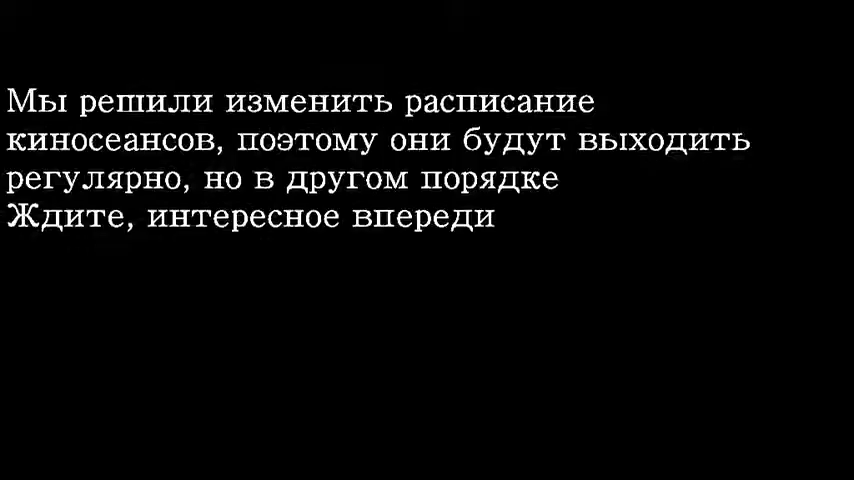 Мы решили изменить расписание
киносеансов, поэтому они будут выходить
регулярно, но в другом порядке
Ждите, интересное впереди